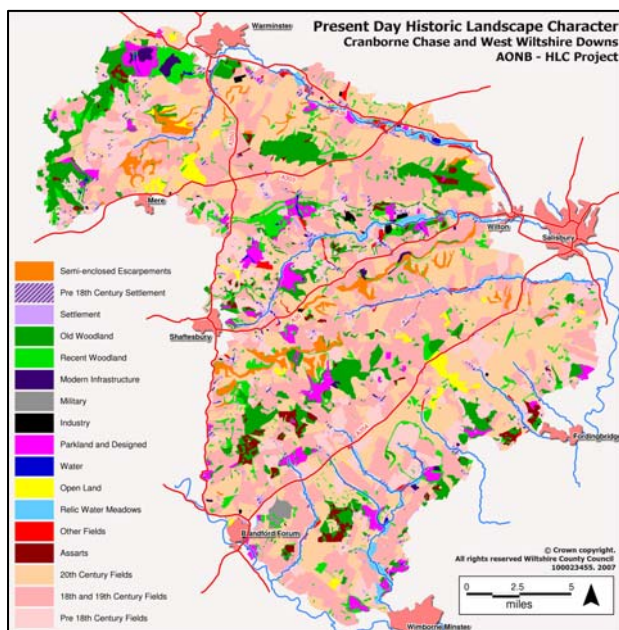 Present Day Historic Landscape Character
Cranborne Chase and West Wiltshire Downs
AONB - HLC Project
Warminster
A350
A303
Mere
Wilton
Salisbury
Shaftesbury
A354
Fordingbridge
Blandford Forum
Wimborne Minster
Semi-enclosed Escarpements
Pre 18th Century Settlement
Settlement
Old Woodland
Recent Woodland
Modern Infrastructure
Military
Industry
Parkland and Designed
Water
Open Land
Relic Water Meadows
Other Fields
Assarts
20th Century Fields
18th and 19th Century Fields
Pre 18th Century Fields
© Crown copyright.
All rights reserved Wiltshire County Council
100023455. 2007
0 2.5 5
miles